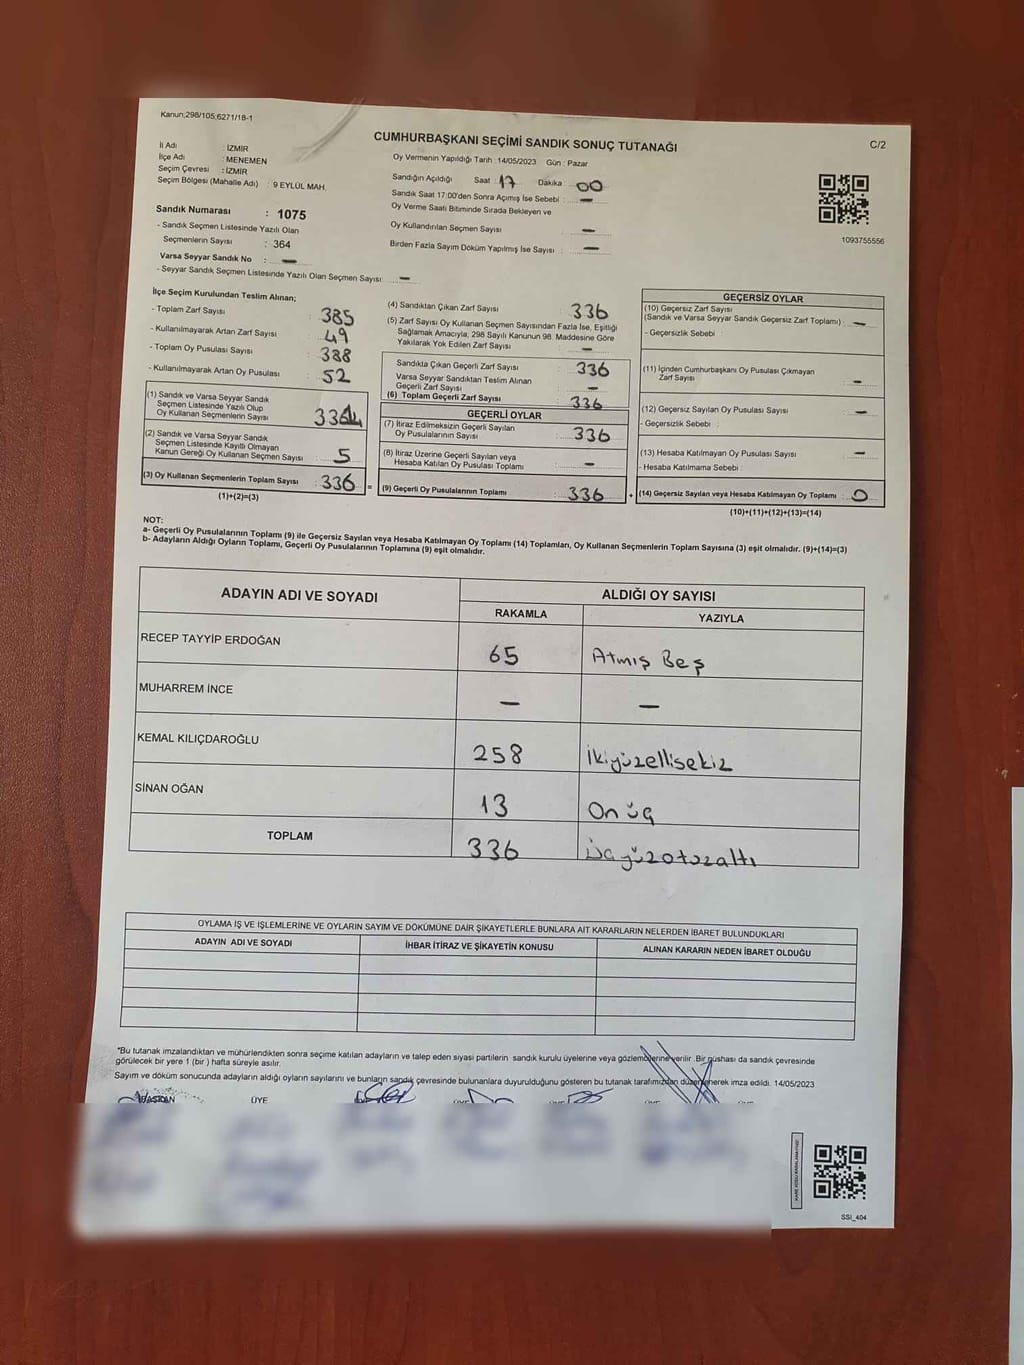 Kanun;298/105;6271/18-1
CUMHURBAŞKANI SEÇİMİ SANDIK SONUÇ TUTANAĞI
C/2
İl Adı : İZMİR
İlçe Adı : MENEMEN
Seçim Çevresi : İZMİR
Seçim Bölgesi (Mahalle Adı) : 9 EYLÜL MAH.
Sandık Numarası : 1075
- Sandık Seçmen Listesinde Yazılı Olan
Seçmenlerin Sayısı : 364
Varsa Seyyar Sandık No : —
- Seyyar Sandık Seçmen Listesinde Yazılı Olan Seçmen Sayısı: —
Oy Vermenin Yapıldığı Tarih : 14/05/2023 Gün : Pazar
Sandığın Açıldığı Saat : 17 Dakika : 00
Sandık Saat 17:00'den Sonra Açımış İse Sebebi : —
Oy Verme Saati Bitiminde Sırada Bekleyen ve
Oy Kullandırılan Seçmen Sayısı : —
Birden Fazla Sayım Döküm Yapılmış İse Sayısı : —
1093755556
İlçe Seçim Kurulundan Teslim Alınan;
- Toplam Zarf Sayısı : 385
- Kullanılmayarak Artan Zarf Sayısı : 49
- Toplam Oy Pusulası Sayısı : 388
- Kullanılmayarak Artan Oy Pusulası : 52
(1) Sandık ve Varsa Seyyar Sandık
Seçmen Listesinde Yazılı Olup
Oy Kullanan Seçmenlerin Sayısı :
(2) Sandık ve Varsa Seyyar Sandık
Seçmen Listesinde Kayıtlı Olmayan
Kanun Gereği Oy Kullanan Seçmen Sayısı : 5
(3) Oy Kullanan Seçmenlerin Toplam Sayısı : 336 =
(1)+(2)=(3)
(4) Sandıktan Çıkan Zarf Sayısı : 336
(5) Zarf Sayısı Oy Kullanan Seçmen Sayısından Fazla İse, Eşitliği
Sağlamak Amacıyla, 298 Sayılı Kanunun 98. Maddesine Göre
Yakılarak Yok Edilen Zarf Sayısı : —
Sandıkta Çıkan Geçerli Zarf Sayısı : 336
Varsa Seyyar Sandıktan Teslim Alınan
Geçerli Zarf Sayısı : —
(6) Toplam Geçerli Zarf Sayısı : 336
GEÇERLİ OYLAR
(7) İtiraz Edilmeksizin Geçerli Sayılan
Oy Pusulalarının Sayısı : 336
(8) İtiraz Üzerine Geçerli Sayılan veya
Hesaba Katılan Oy Pusulası Toplamı : —
(9) Geçerli Oy Pusulalarının Toplamı : 336 +
GEÇERSİZ OYLAR
(10) Geçersiz Zarf Sayısı
(Sandık ve Varsa Seyyar Sandık Geçersiz Zarf Toplamı) : —
- Geçersizlik Sebebi :
(11) İçinden Cumhurbaşkanı Oy Pusulası Çıkmayan
Zarf Sayısı : —
(12) Geçersiz Sayılan Oy Pusulası Sayısı : —
- Geçersizlik Sebebi :
(13) Hesaba Katılmayan Oy Pusulası Sayısı : —
- Hesaba Katılmama Sebebi :
(14) Geçersiz Sayılan veya Hesaba Katılmayan Oy Toplamı : 0
(10)+(11)+(12)+(13)=(14)
NOT:
a- Geçerli Oy Pusulalarının Toplamı (9) ile Geçersiz Sayılan veya Hesaba Katılmayan Oy Toplamı (14) Toplamları, Oy Kullanan Seçmenlerin Toplam Sayısına (3) eşit olmalıdır. (9)+(14)=(3)
b- Adayların Aldığı Oyların Toplamı, Geçerli Oy Pusulalarının Toplamına (9) eşit olmalıdır.
ADAYIN ADI VE SOYADI ALDIĞI OY SAYISI
RAKAMLA YAZIYLA
RECEP TAYYİP ERDOĞAN 65 Atmış Beş
MUHARREM İNCE — —
KEMAL KILIÇDAROĞLU 258 İkiyüzellisekiz
SİNAN OĞAN 13 On üç
TOPLAM 336 üçyüzotuzaltı
OYLAMA İŞ VE İŞLEMLERİNE VE OYLARIN SAYIM VE DÖKÜMÜNE DAİR ŞİKAYETLERLE BUNLARA AİT KARARLARIN NELERDEN İBARET BULUNDUKLARI
ADAYIN ADI VE SOYADI İHBAR İTİRAZ VE ŞİKAYETİN KONUSU ALINAN KARARIN NEDEN İBARET OLDUĞU
*Bu tutanak imzalandıktan ve mühürlendikten sonra seçime katılan adayların ve talep eden siyasi partilerin sandık kurulu üyelerine veya gözlemcilerine verilir. Bir nüshası da sandık çevresinde
görülecek bir yere 1 (bir ) hafta süreyle asılır.
Sayım ve döküm sonucunda adayların aldığı oyların sayılarını ve bunların sandık çevresinde bulunanlara duyurulduğunu gösteren bu tutanak tarafımızdan düzenlenerek imza edildi. 14/05/2023
BAŞKAN ÜYE
SSİ_404